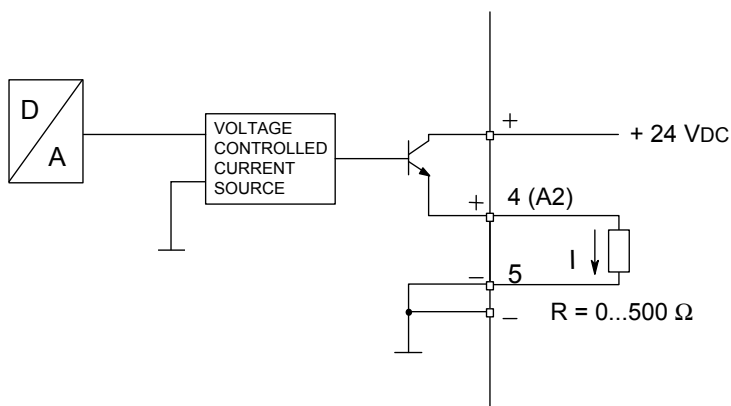 D
A
VOLTAGE
CONTROLLED
CURRENT
SOURCE
+
+ 24 VDC
+
4 (A2)
I
–
5
–
R = 0...500 Ω